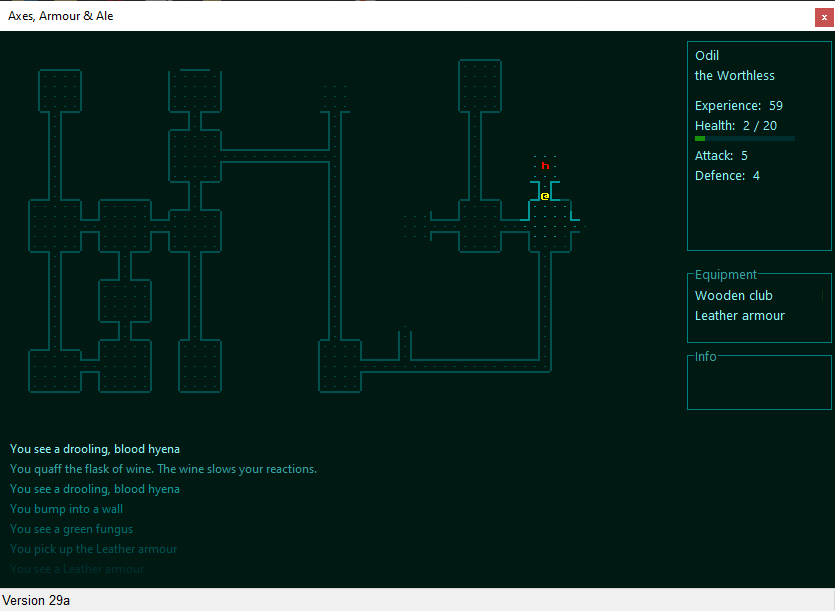 Axes, Armour & Ale
x
Odil
the Worthless
Experience: 59
Health: 2 / 20
Attack: 5
Defence: 4
h
@
Equipment
Wooden club
Leather armour
Info
You see a drooling, blood hyena
You quaff the flask of wine. The wine slows your reactions.
You see a drooling, blood hyena
You bump into a wall
You see a green fungus
You pick up the Leather armour
You see a Leather armour
Version 29a